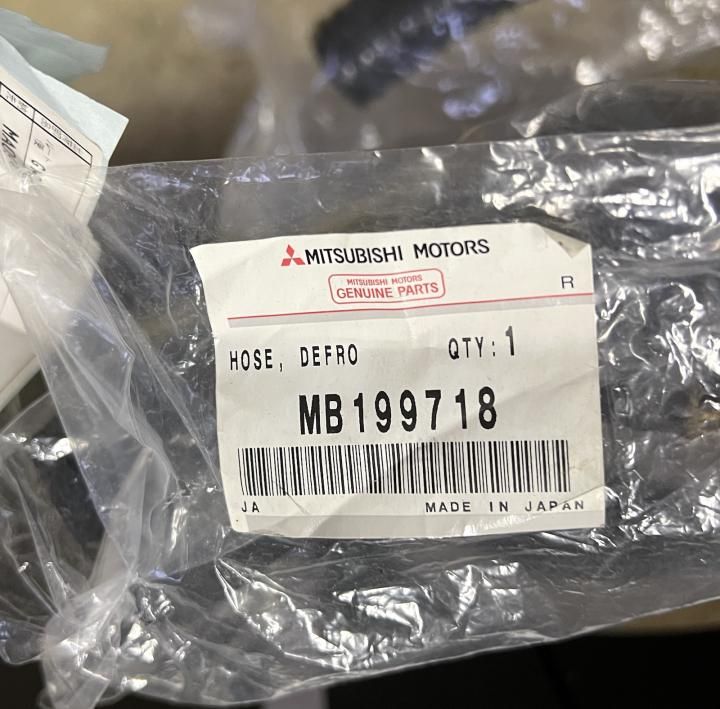 MITSUBISHI MOTORS
MITSUBISHI MOTORS
GENUINE PARTS
R
HOSE, DEFRO QTY: 1
MB199718
JA MADE IN JAPAN